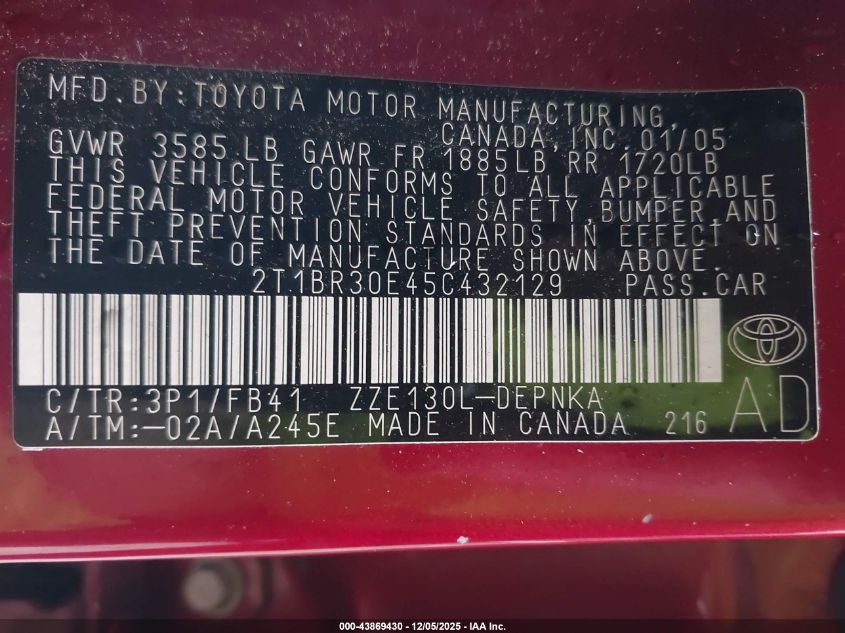 MFD.BY:TOYOTA MOTOR MANUFACTURING,
CANADA,INC.01/05
GVWR 3585 LB GAWR FR 1885LB RR 1720LB
THIS VEHICLE CONFORMS TO ALL APPLICABLE
FEDERAL MOTOR VEHICLE SAFETY,BUMPER,AND
THEFT PREVENTION STANDARDS IN EFFECT ON
THE DATE OF MANUFACTURE SHOWN ABOVE.
2T1BR30E45C432129 PASS.CAR
C/TR:3P1/FB41 ZZE130L-DEPNKA
A/TM:-02A/A245E MADE IN CANADA 216
AD
000-43869430 - 12/05/2025 - IAA Inc.